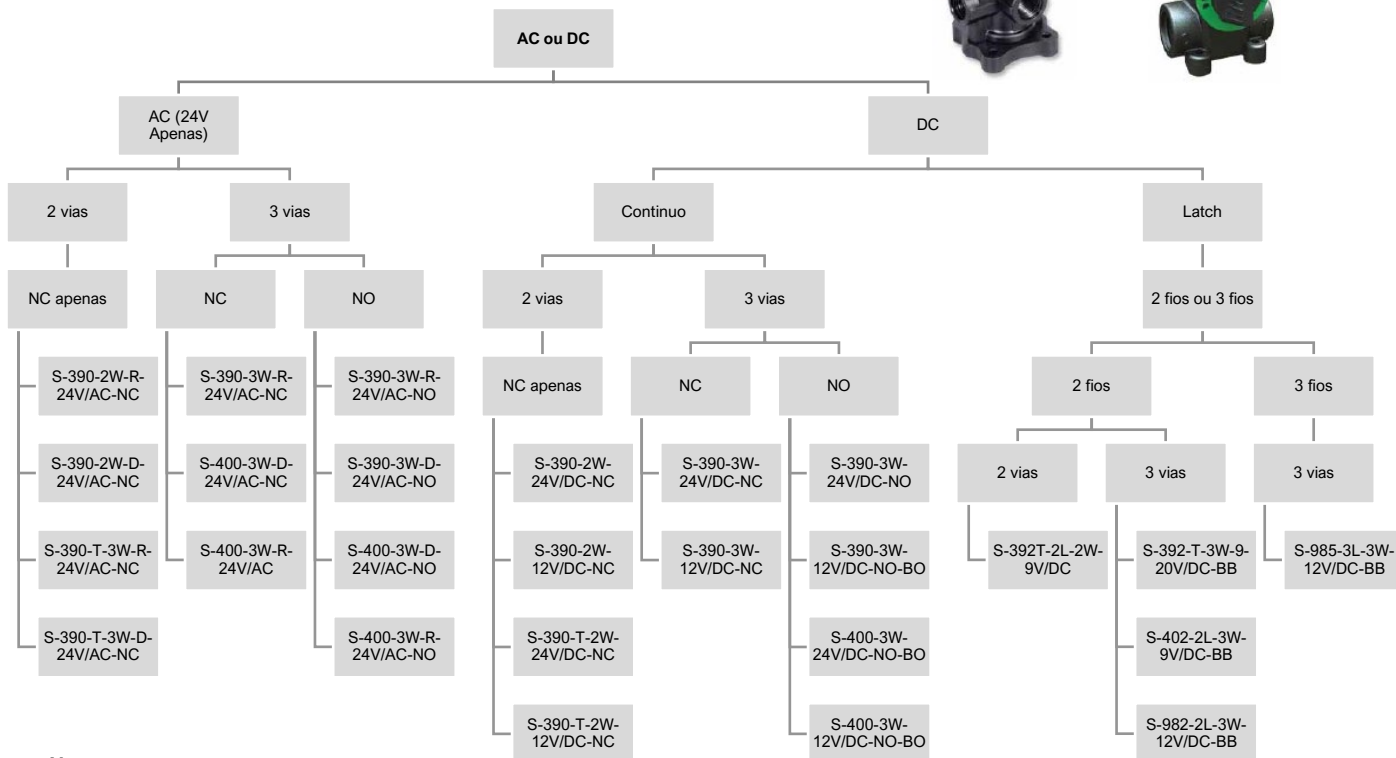 AC ou DC
AC (24V
Apenas)
DC
2 vias
3 vias
Continuo
Latch
NC apenas
NC
NO
2 vias
3 vias
2 fios ou 3 fios
S-390-2W-R-
24V/AC-NC
S-390-3W-R-
24V/AC-NC
S-390-3W-R-
24V/AC-NO
NC apenas
NC
NO
2 fios
3 fios
S-390-2W-D-
24V/AC-NC
S-400-3W-D-
24V/AC-NC
S-390-3W-D-
24V/AC-NO
S-390-2W-
24V/DC-NC
S-390-3W-
24V/DC-NC
S-390-3W-
24V/DC-NO
2 vias
3 vias
3 vias
S-390-T-3W-R-
24V/AC-NC
S-400-3W-R-
24V/AC
S-400-3W-D-
24V/AC-NO
S-390-2W-
12V/DC-NC
S-390-3W-
12V/DC-NC
S-390-3W-
12V/DC-NO-BO
S-392T-2L-2W-
9V/DC
S-392-T-3W-9-
20V/DC-BB
S-985-3L-3W-
12V/DC-BB
S-390-T-3W-D-
24V/AC-NC
S-400-3W-R-
24V/AC-NO
S-390-T-2W-
24V/DC-NC
S-400-3W-
24V/DC-NO-BO
S-402-2L-3W-
9V/DC-BB
S-390-T-2W-
12V/DC-NC
S-400-3W-
12V/DC-NO-BO
S-982-2L-3W-
12V/DC-BB